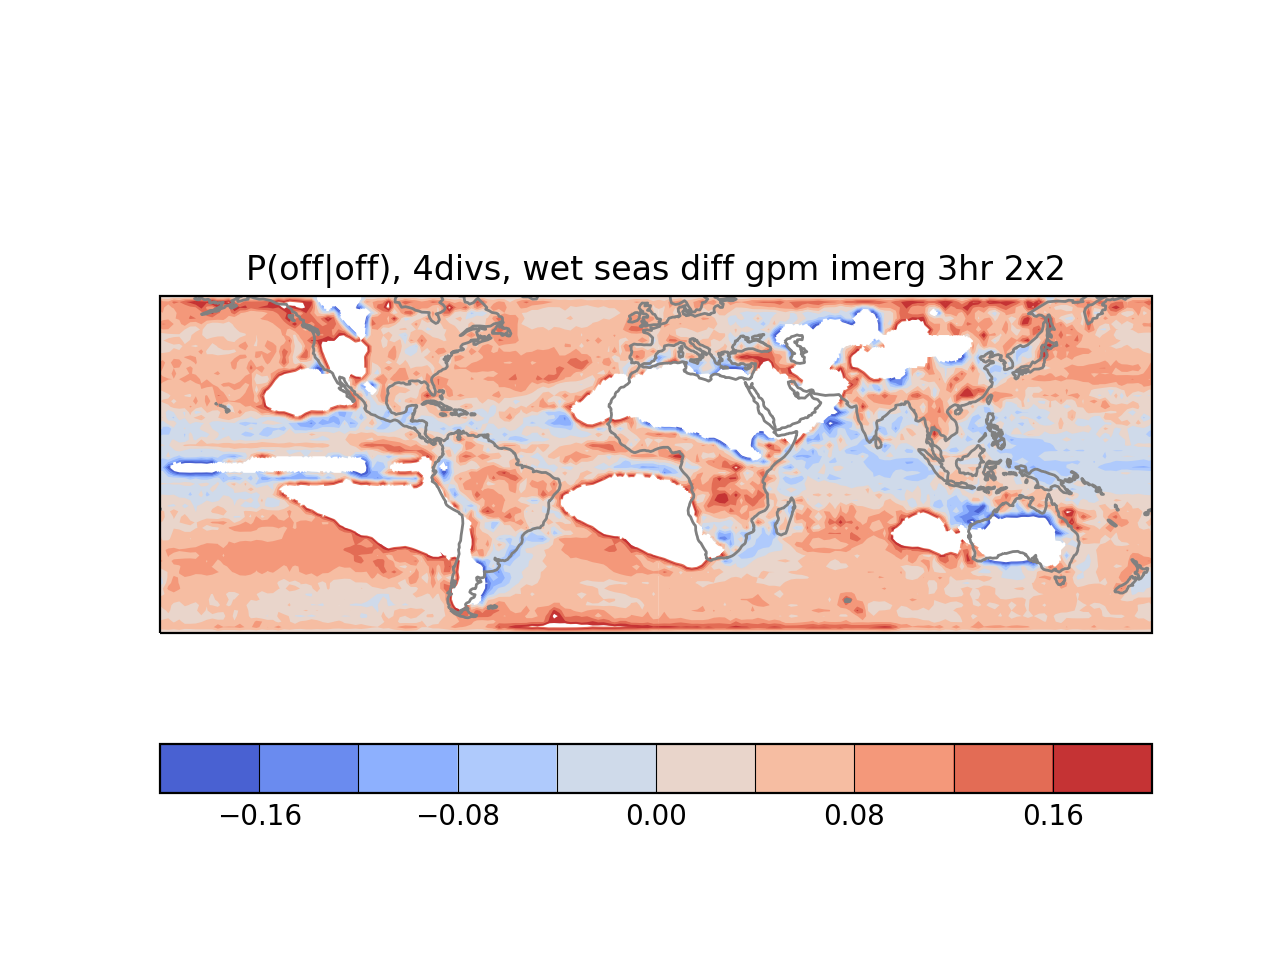 P(off|off), 4divs, wet seas diff gpm imerg 3hr 2x2
−0.16 −0.08 0.00 0.08 0.16